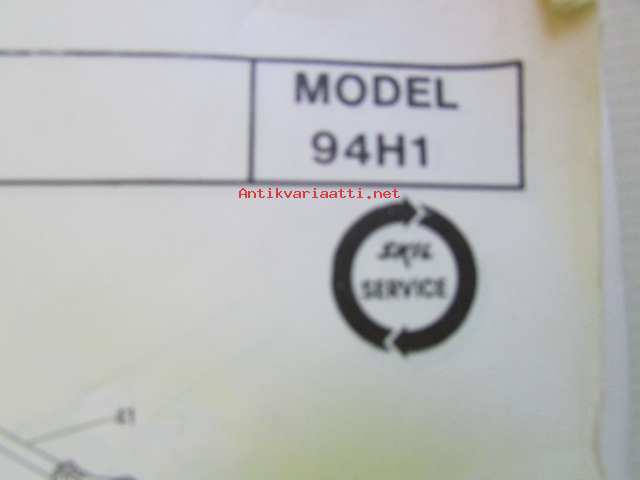 MODEL
94H1
Antikvariaatti.net
SKIL
SERVICE
41